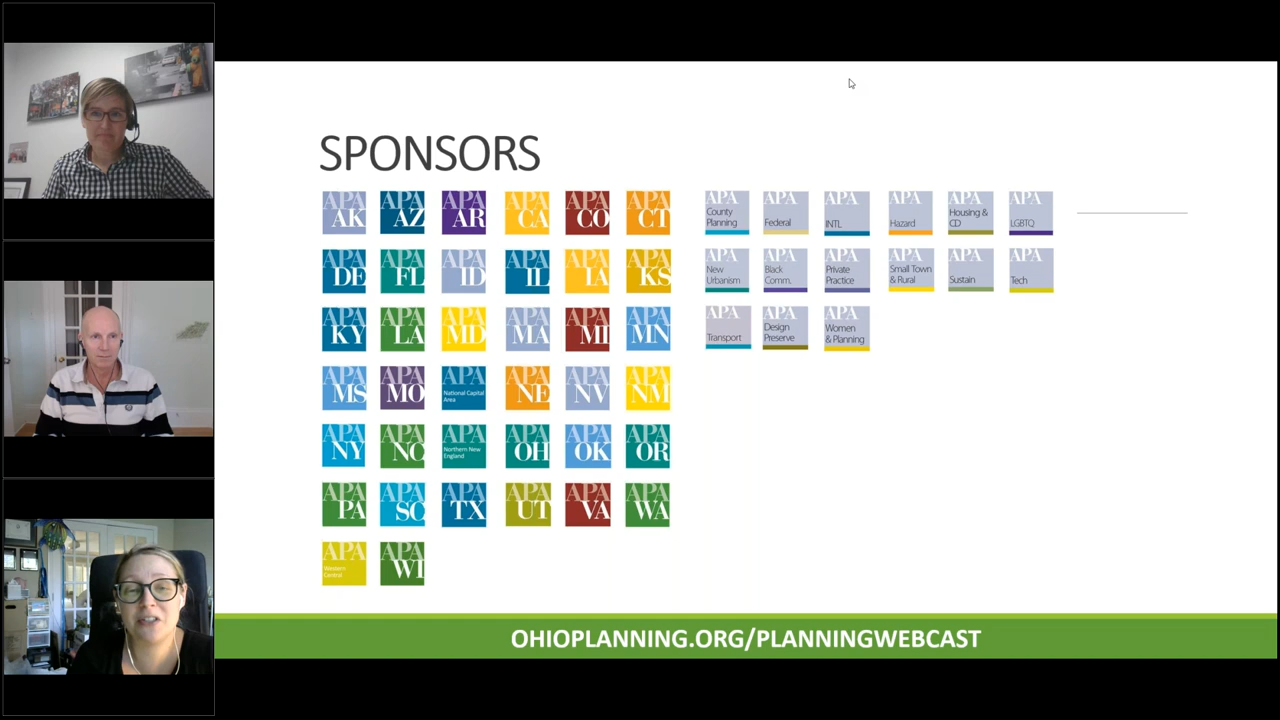 SPONSORS
APA AK
APA AZ
APA AR
APA CA
APA CO
APA CT
APA DE
APA FL
APA ID
APA IL
APA IA
APA KS
APA KY
APA LA
APA MD
APA MA
APA MI
APA MN
APA MS
APA MO
APA National Capital Area
APA NE
APA NV
APA NM
APA NY
APA NC
APA Northern New England
APA OH
APA OK
APA OR
APA PA
APA SC
APA TX
APA UT
APA VA
APA WA
APA Western Central
APA WI
APA County Planning
APA Federal
APA INTL
APA Hazard
APA Housing & CD
APA LGBTQ
APA New Urbanism
APA Black Comm.
APA Private Practice
APA Small Town & Rural
APA Sustain
APA Tech
APA Transport
APA Design Preserve
APA Women & Planning
OHIOPLANNING.ORG/PLANNINGWEBCAST